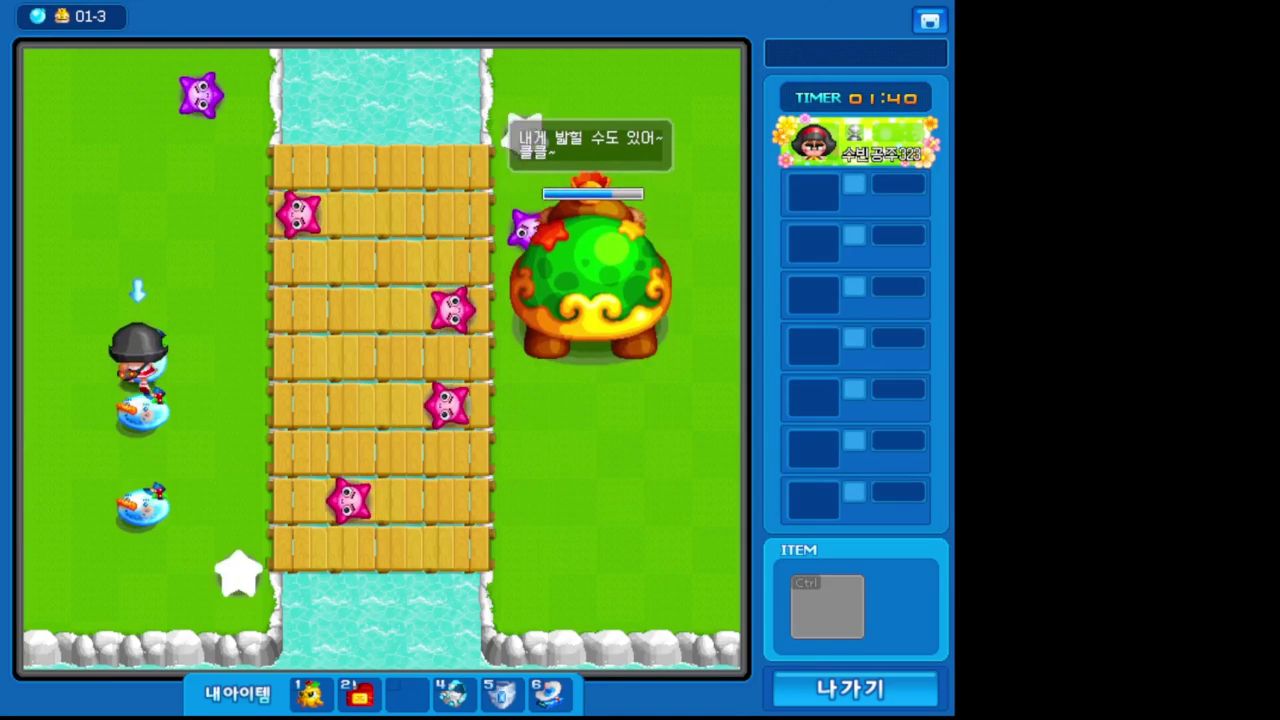 01-3
내게 밟힐 수도 있어~
클클~
TIMER 01:40
수빈공주323
ITEM
Ctrl
내아이템
1
2
4
5
6
나가기